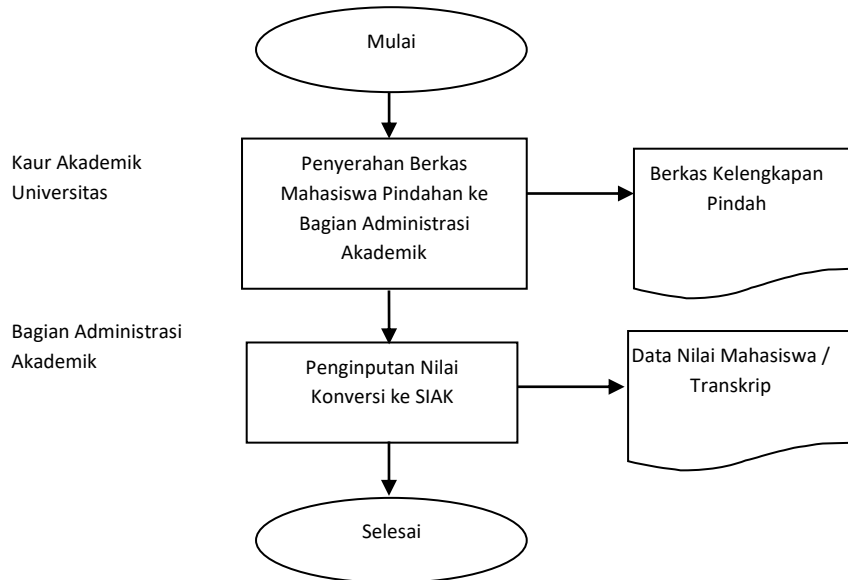 Mulai
Kaur Akademik
Universitas
Penyerahan Berkas
Mahasiswa Pindahan ke
Bagian Administrasi
Akademik
Berkas Kelengkapan
Pindah
Bagian Administrasi
Akademik
Penginputan Nilai
Konversi ke SIAK
Data Nilai Mahasiswa /
Transkrip
Selesai